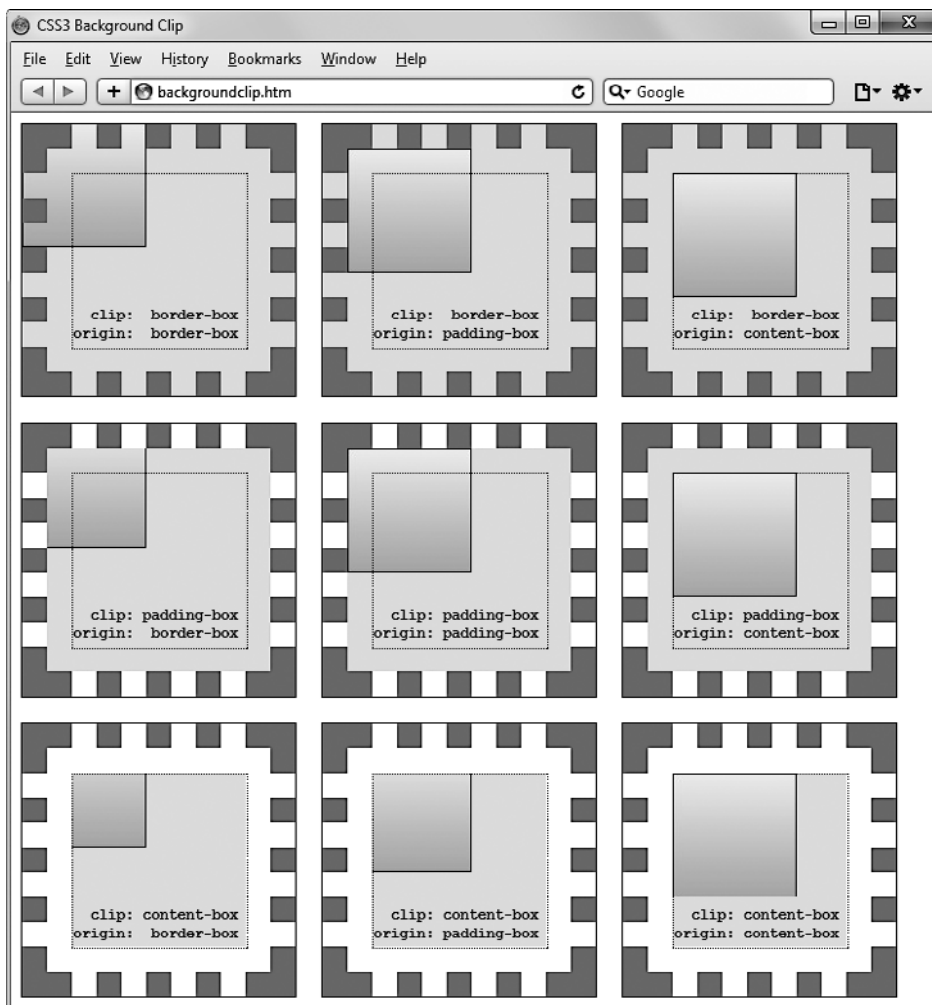 CSS3 Background Clip
File Edit View History Bookmarks Window Help
backgroundclip.htm
Google
clip: border-box
origin: border-box
clip: border-box
origin: padding-box
clip: border-box
origin: content-box
clip: padding-box
origin: border-box
clip: padding-box
origin: padding-box
clip: padding-box
origin: content-box
clip: content-box
origin: border-box
clip: content-box
origin: padding-box
clip: content-box
origin: content-box